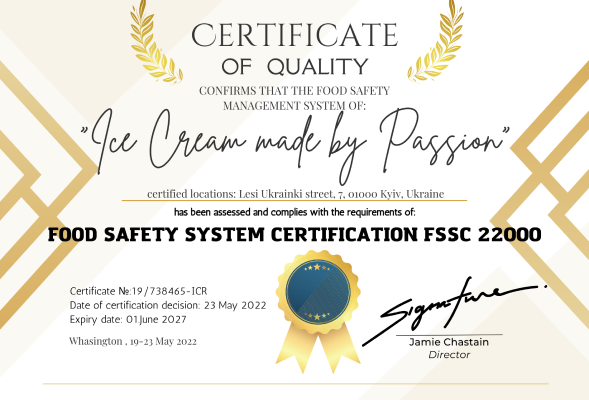 CERTIFICATE
OF QUALITY
CONFIRMS THAT THE FOOD SAFETY
MANAGEMENT SYSTEM OF:
"Ice Cream made by Passion"
certified locations: Lesi Ukrainki street, 7, 01000 Kyiv, Ukraine
has been assessed and complies with the requirements of:
FOOD SAFETY SYSTEM CERTIFICATION FSSC 22000
Certificate №:19/738465-ICR
Date of certification decision: 23 May 2022
Expiry date: 01 June 2027
Whasington , 19-23 May 2022
Signature
Jamie Chastain
Director